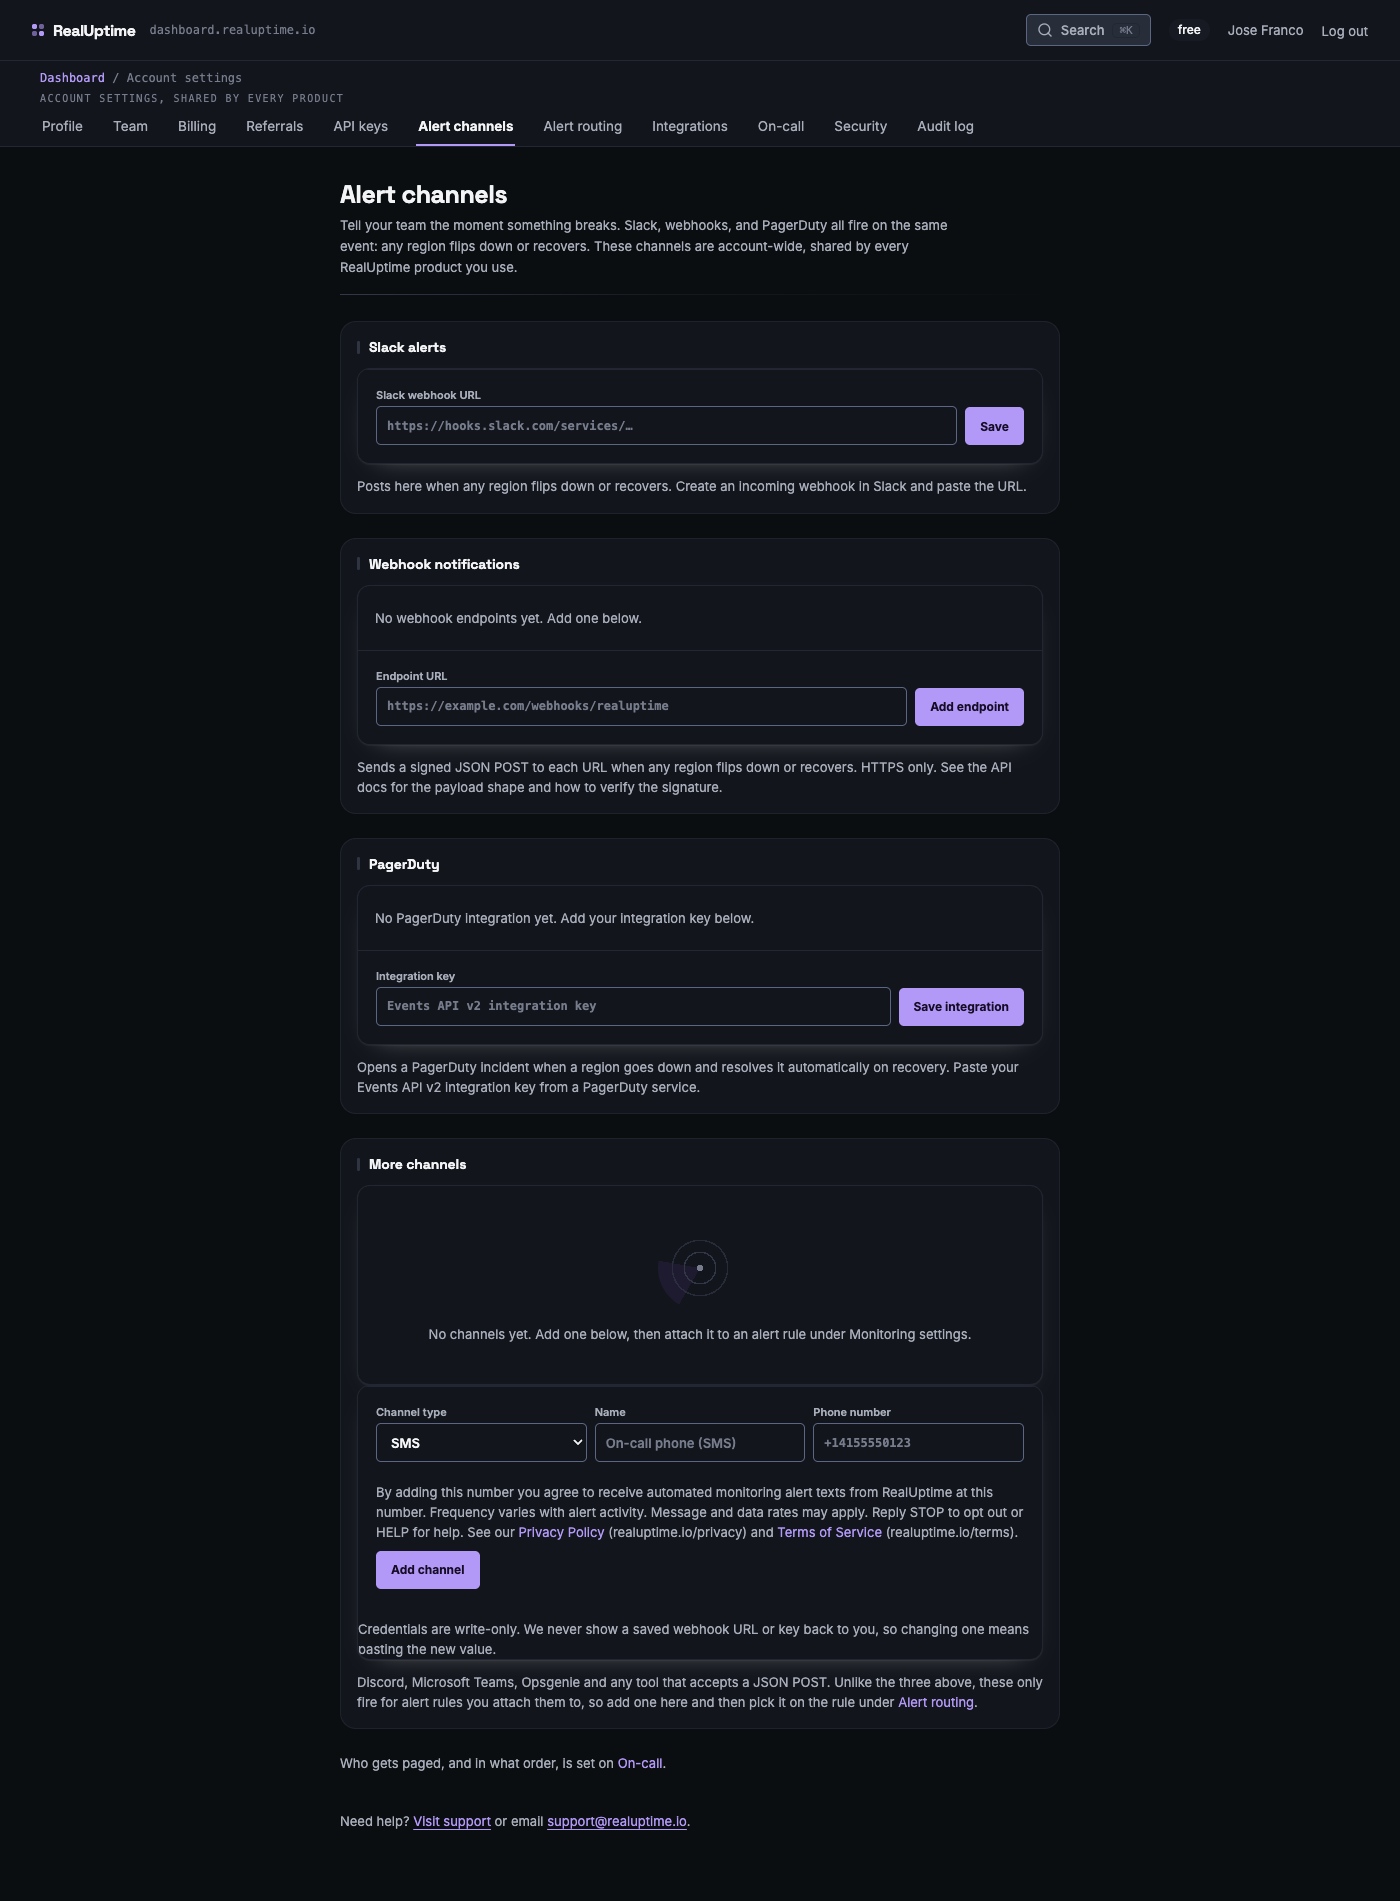 RealUptime
dashboard.realuptime.io
Search ⌘K
free
Jose Franco
Log out
Dashboard / Account settings
ACCOUNT SETTINGS, SHARED BY EVERY PRODUCT
Profile Team Billing Referrals API keys Alert channels Alert routing Integrations On-call Security Audit log
Alert channels
Tell your team the moment something breaks. Slack, webhooks, and PagerDuty all fire on the same
event: any region flips down or recovers. These channels are account-wide, shared by every
RealUptime product you use.
Slack alerts
Slack webhook URL
https://hooks.slack.com/services/…
Save
Posts here when any region flips down or recovers. Create an incoming webhook in Slack and paste the URL.
Webhook notifications
No webhook endpoints yet. Add one below.
Endpoint URL
https://example.com/webhooks/realuptime
Add endpoint
Sends a signed JSON POST to each URL when any region flips down or recovers. HTTPS only. See the API
docs for the payload shape and how to verify the signature.
PagerDuty
No PagerDuty integration yet. Add your integration key below.
Integration key
Events API v2 integration key
Save integration
Opens a PagerDuty incident when a region goes down and resolves it automatically on recovery. Paste your
Events API v2 integration key from a PagerDuty service.
More channels
No channels yet. Add one below, then attach it to an alert rule under Monitoring settings.
Channel type Name Phone number
SMS On-call phone (SMS) +14155550123
By adding this number you agree to receive automated monitoring alert texts from RealUptime at this
number. Frequency varies with alert activity. Message and data rates may apply. Reply STOP to opt out or
HELP for help. See our Privacy Policy (realuptime.io/privacy) and Terms of Service (realuptime.io/terms).
Add channel
Credentials are write-only. We never show a saved webhook URL or key back to you, so changing one means
pasting the new value.
Discord, Microsoft Teams, Opsgenie and any tool that accepts a JSON POST. Unlike the three above, these only
fire for alert rules you attach them to, so add one here and then pick it on the rule under Alert routing.
Who gets paged, and in what order, is set on On-call.
Need help? Visit support or email support@realuptime.io.